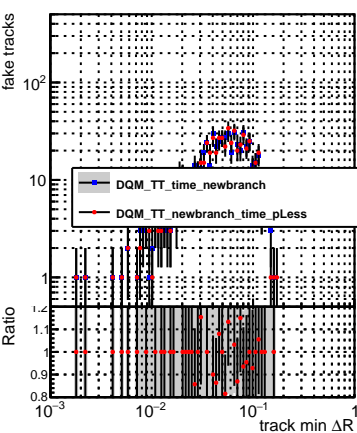 fake tracks
10²
10
1
DQM_TT_time_newbranch
DQM_TT_newbranch_time_pLess
Ratio
1.2
1.1
1
0.9
0.8
10⁻³ 10⁻² 10⁻¹ 1
track min ΔR